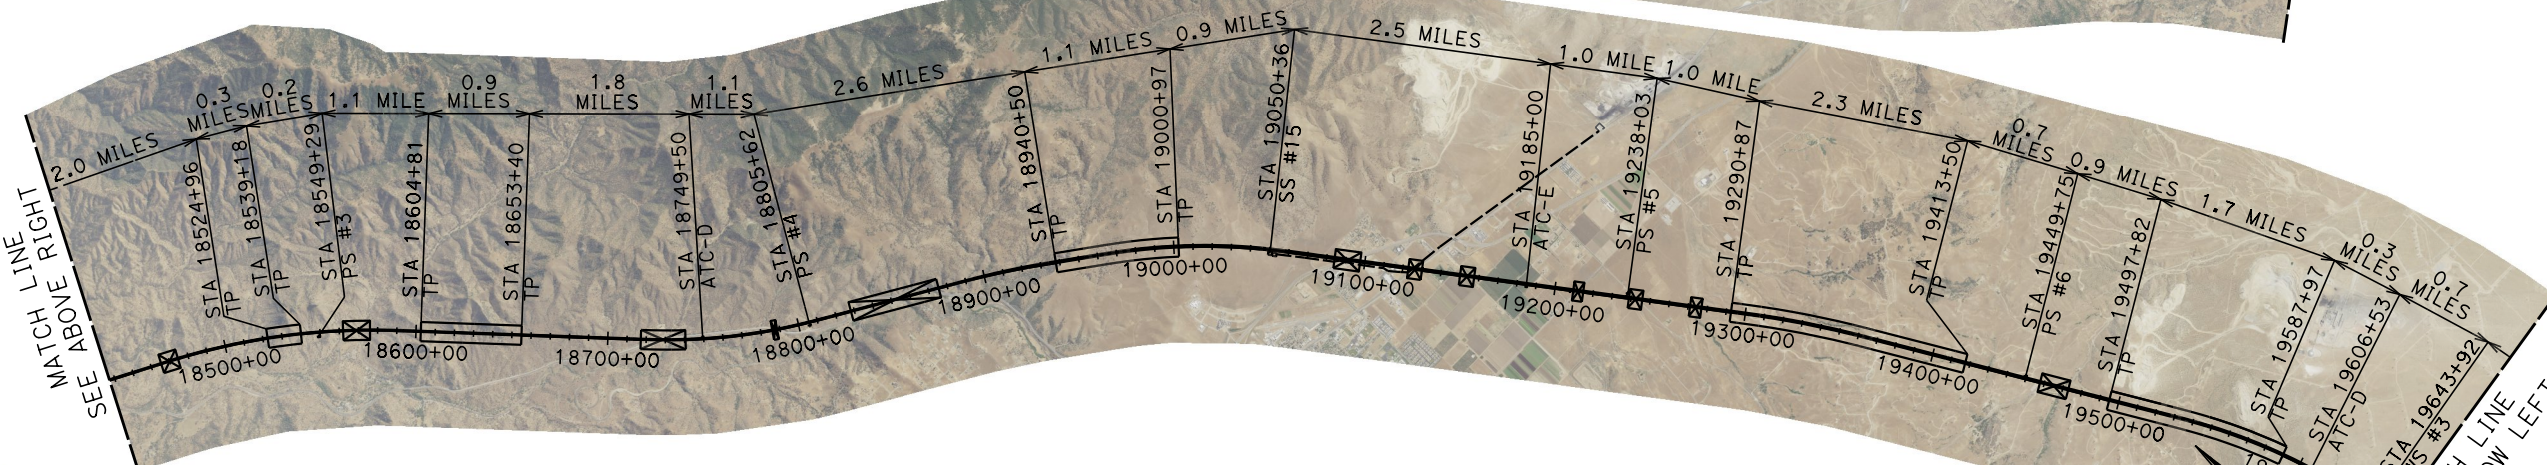 MATCH LINE
SEE ABOVE RIGHT
2.0 MILES
0.3
MILES
0.2
MILES
1.1 MILE
0.9
MILES
1.8
MILES
1.1
MILES
2.6 MILES
1.1 MILES
0.9 MILES
2.5 MILES
1.0 MILE
1.0 MILE
2.3 MILES
0.7
MILES
0.9 MILES
1.7 MILES
0.3
MILES
0.7
MILES
STA 18524+96
TP
STA 18539+18
TP
STA 18549+29
PS #3
STA 18604+81
TP
STA 18653+40
TP
STA 18749+50
ATC-D
STA 18805+62
PS #4
STA 18940+50
TP
STA 19000+97
TP
STA 19050+36
SS #15
STA 19185+00
ATC-E
STA 19238+03
PS #5
STA 19290+87
TP
STA 19413+50
TP
STA 19449+75
PS #6
STA 19497+82
TP
STA 19587+97
TP
STA 19606+53
ATC-D
STA 19643+92
#3
18500+00
18600+00
18700+00
18800+00
18900+00
19000+00
19100+00
19200+00
19300+00
19400+00
19500+00
LINE
LEFT